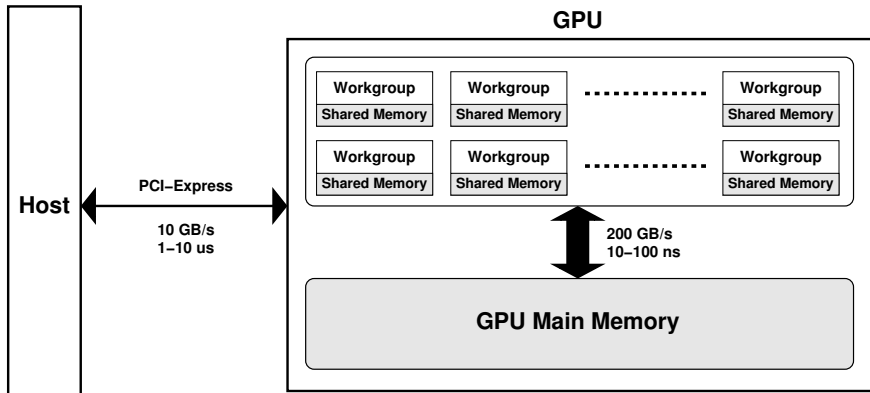 GPU
Workgroup Workgroup Workgroup
Shared Memory Shared Memory Shared Memory
Workgroup Workgroup Workgroup
Shared Memory Shared Memory Shared Memory
Host
PCI−Express
10 GB/s
1−10 us
200 GB/s
10−100 ns
GPU Main Memory